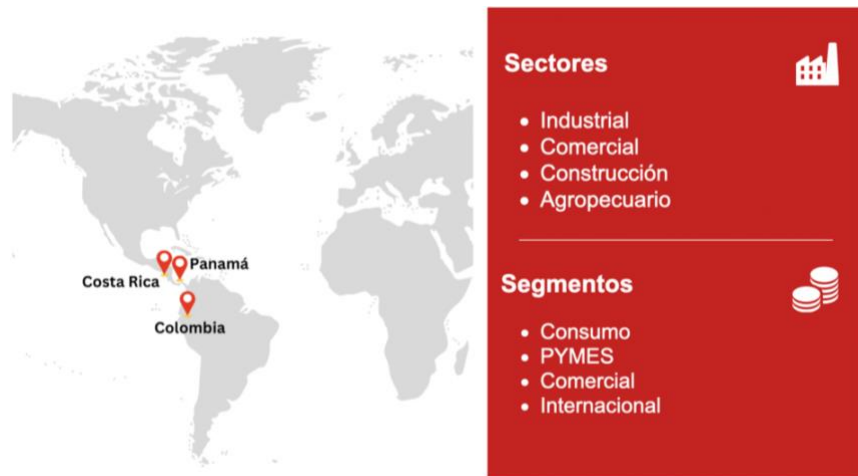 Panamá
Costa Rica
Colombia
Sectores
Industrial
Comercial
Construcción
Agropecuario
Segmentos
Consumo
PYMES
Comercial
Internacional